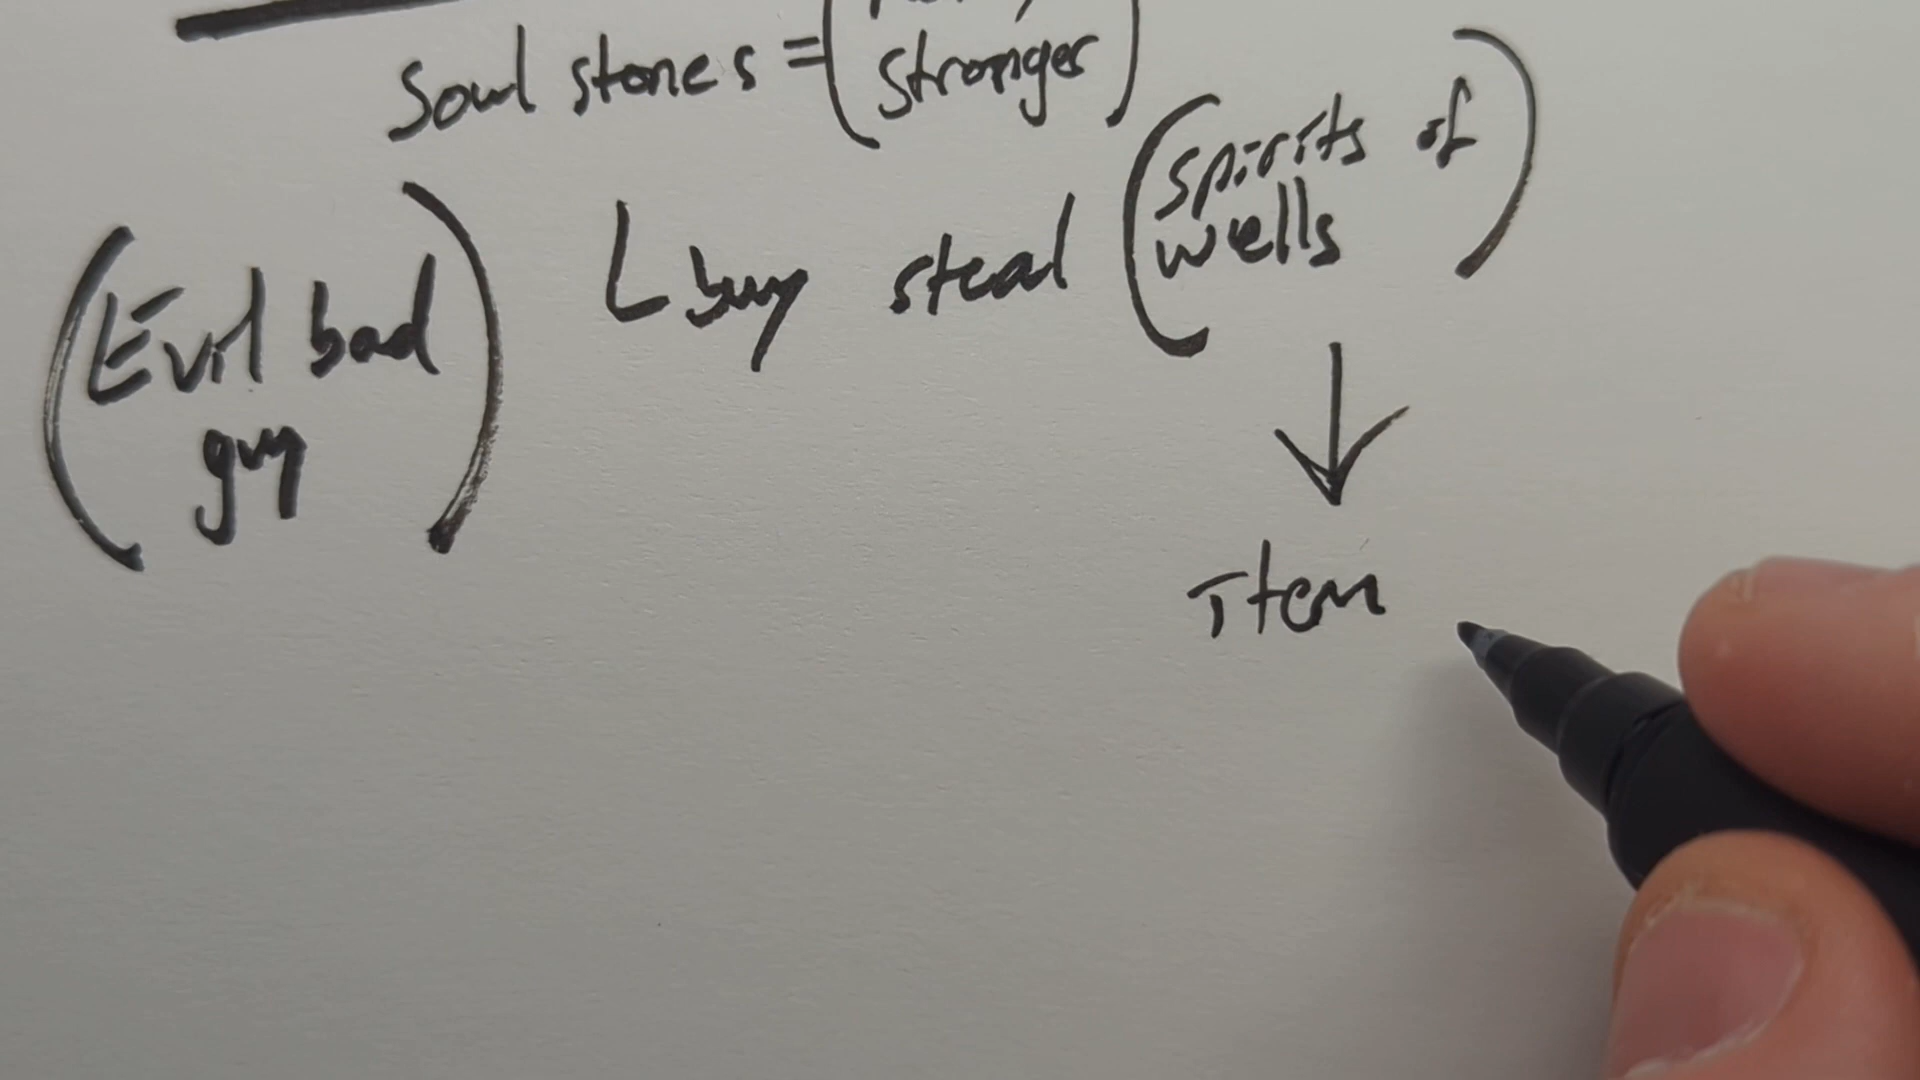 Soul stones = (stronger)
(Evil bad guy)
L buy steal (spirits of wells)
↓
Item